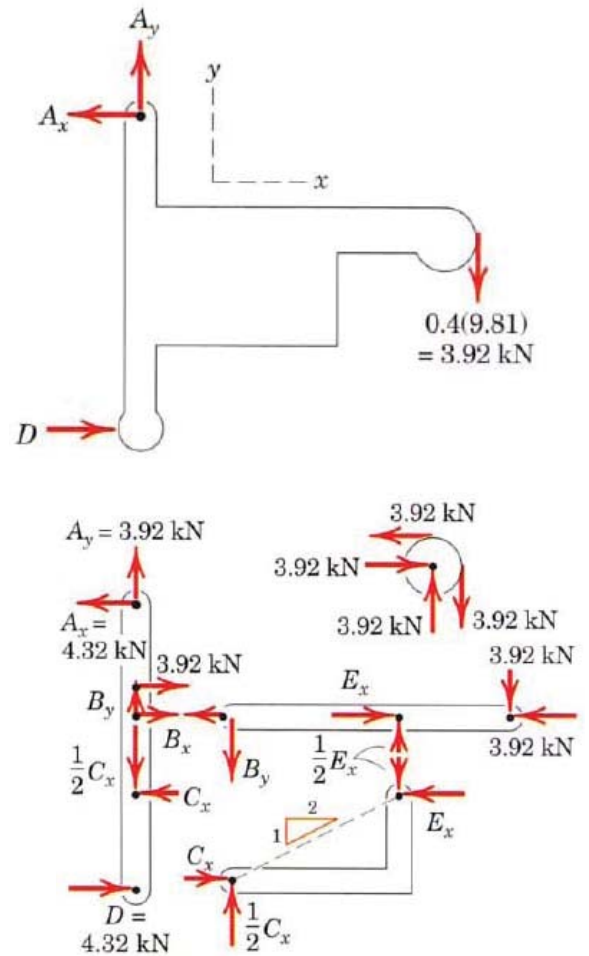 A_y
y
A_x
x
0.4(9.81)
= 3.92 kN
D
3.92 kN
A_y = 3.92 kN
3.92 kN
A_x =
4.32 kN
3.92 kN
3.92 kN
3.92 kN
3.92 kN
B_y
E_x
B_x
1/2 E_x
3.92 kN
1/2 C_x
B_y
C_x
E_x
2
1
C_x
D =
4.32 kN
1/2 C_x